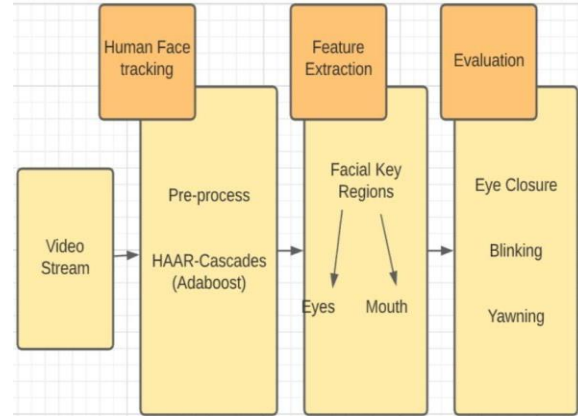 Video
Stream
Human Face
tracking
Pre-process
HAAR-Cascades
(Adaboost)
Feature
Extraction
Facial Key
Regions
Eyes
Mouth
Evaluation
Eye Closure
Blinking
Yawning